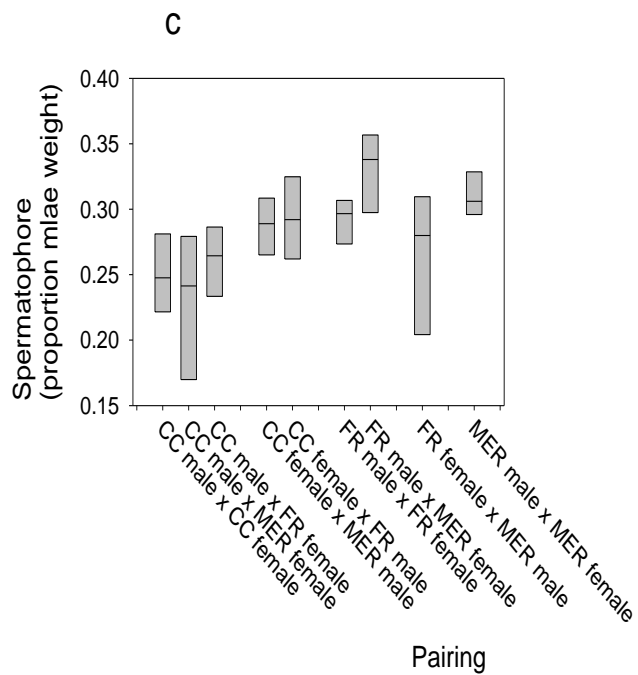 C
Spermatophore
(proportion mlae weight)
0.40
0.35
0.30
0.25
0.20
0.15
CC male x CC female
CC male x MER female
CC male x FR female
CC female x MER male
CC female x FR male
FR male x FR female
FR male x MER female
FR female x MER male
MER male x MER female
Pairing